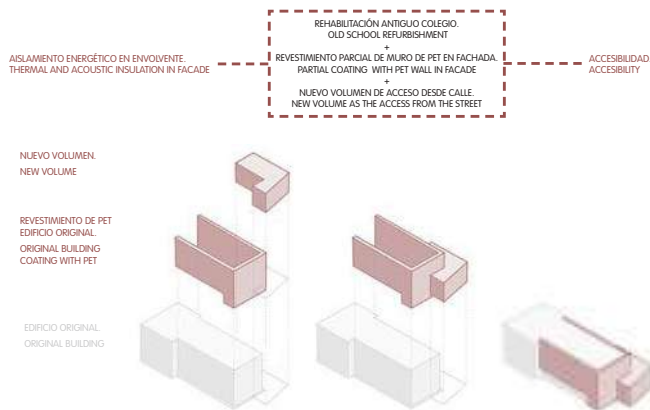 REHABILITACIÓN ANTIGUO COLEGIO.
OLD SCHOOL REFURBISHMENT
+
REVESTIMIENTO PARCIAL DE MURO DE PET EN FACHADA.
PARTIAL COATING WITH PET WALL IN FACADE
+
NUEVO VOLUMEN DE ACCESO DESDE CALLE.
NEW VOLUME AS THE ACCESS FROM THE STREET
AISLAMIENTO ENERGÉTICO EN ENVOLVENTE.
THERMAL AND ACOUSTIC INSULATION IN FACADE
ACCESIBILIDAD
ACCESIBILITY
NUEVO VOLUMEN.
NEW VOLUME
REVESTIMIENTO DE PET
EDIFICIO ORIGINAL.
ORIGINAL BUILDING
COATING WITH PET
EDIFICIO ORIGINAL.
ORIGINAL BUILDING